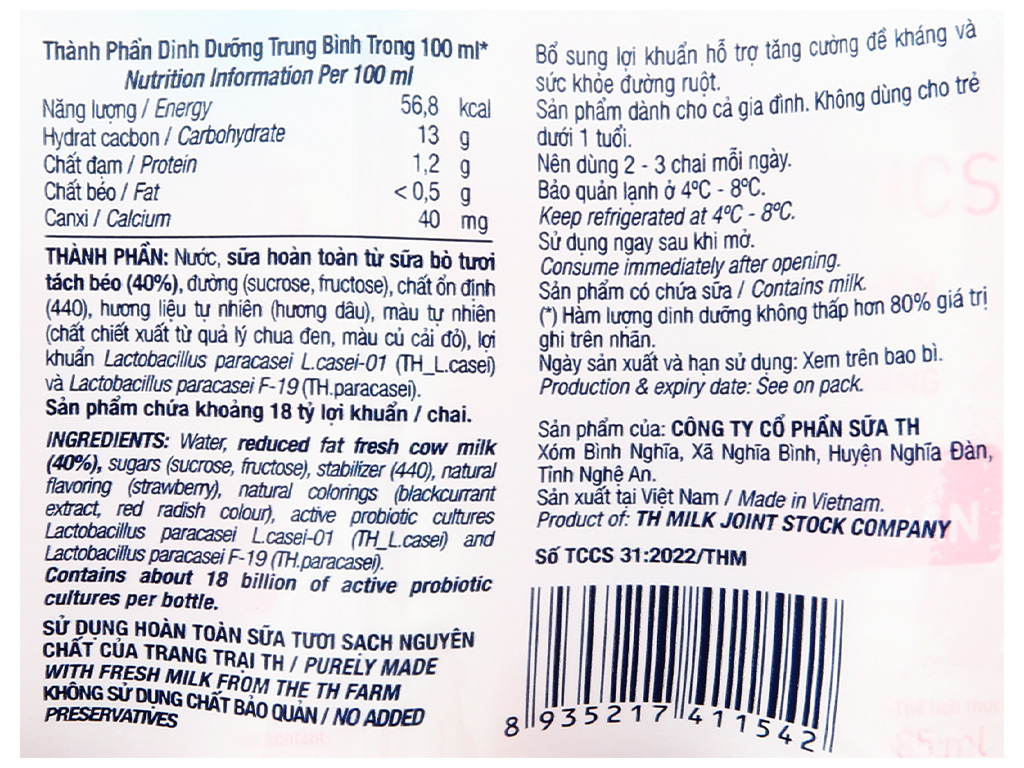 Thành Phần Dinh Dưỡng Trung Bình Trong 100 ml*
Nutrition Information Per 100 ml
Năng lượng / Energy 56,8 kcal
Hydrat cacbon / Carbohydrate 13 g
Chất đạm / Protein 1,2 g
Chất béo / Fat < 0,5 g
Canxi / Calcium 40 mg
THÀNH PHẦN: Nước, sữa hoàn toàn từ sữa bò tươi
tách béo (40%), đường (sucrose, fructose), chất ổn định
(440), hương liệu tự nhiên (hương dâu), màu tự nhiên
(chất chiết xuất từ quả lý chua đen, màu củ cải đỏ), lợi
khuẩn Lactobacillus paracasei L.casei-01 (TH_L.casei)
và Lactobacillus paracasei F-19 (TH.paracasei).
Sản phẩm chứa khoảng 18 tỷ lợi khuẩn / chai.
INGREDIENTS: Water, reduced fat fresh cow milk
(40%), sugars (sucrose, fructose), stabilizer (440), natural
flavoring (strawberry), natural colorings (blackcurrant
extract, red radish colour), active probiotic cultures
Lactobacillus paracasei L.casei-01 (TH_L.casei) and
Lactobacillus paracasei F-19 (TH.paracasei).
Contains about 18 billion of active probiotic
cultures per bottle.
SỬ DỤNG HOÀN TOÀN SỮA TƯƠI SẠCH NGUYÊN
CHẤT CỦA TRANG TRẠI TH / PURELY MADE
WITH FRESH MILK FROM THE TH FARM
KHÔNG SỬ DỤNG CHẤT BẢO QUẢN / NO ADDED
PRESERVATIVES
Bổ sung lợi khuẩn hỗ trợ tăng cường đề kháng và
sức khỏe đường ruột.
Sản phẩm dành cho cả gia đình. Không dùng cho trẻ
dưới 1 tuổi.
Nên dùng 2 - 3 chai mỗi ngày.
Bảo quản lạnh ở 4ºC - 8ºC.
Keep refrigerated at 4ºC - 8ºC.
Sử dụng ngay sau khi mở.
Consume immediately after opening.
Sản phẩm có chứa sữa / Contains milk.
(*) Hàm lượng dinh dưỡng không thấp hơn 80% giá trị
ghi trên nhãn.
Ngày sản xuất và hạn sử dụng: Xem trên bao bì.
Production & expiry date: See on pack.
Sản phẩm của: CÔNG TY CỔ PHẦN SỮA TH
Xóm Bình Nghĩa, Xã Nghĩa Bình, Huyện Nghĩa Đàn,
Tỉnh Nghệ An.
Sản xuất tại Việt Nam / Made in Vietnam.
Product of: TH MILK JOINT STOCK COMPANY
Số TCCS 31:2022/THM
8 935217 411542